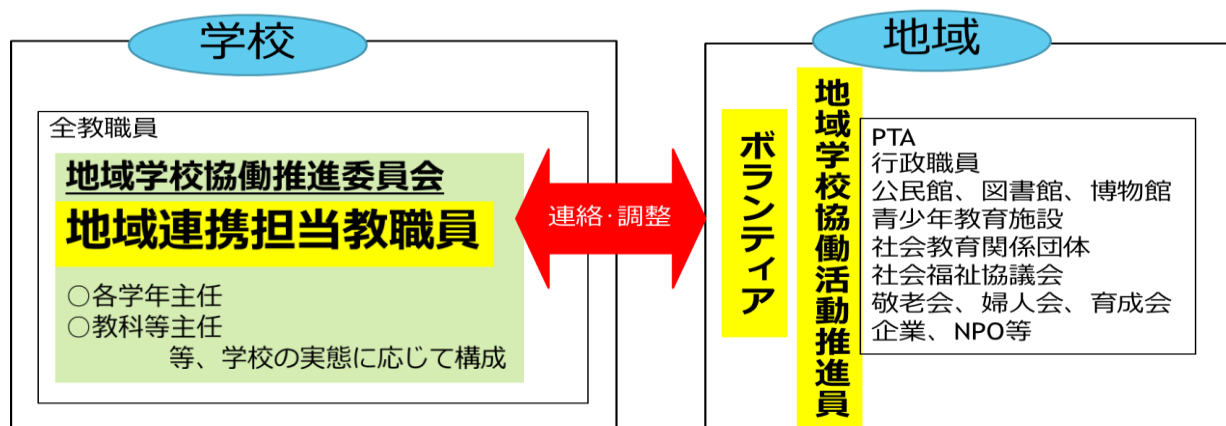 学校
全教職員
地域学校協働推進委員会
地域連携担当教職員
○各学年主任
○教科等主任
等、学校の実態に応じて構成
連絡・調整
地域
ボランティア
地域学校協働活動推進員
PTA
行政職員
公民館、図書館、博物館
青少年教育施設
社会教育関係団体
社会福祉協議会
敬老会、婦人会、育成会
企業、NPO等